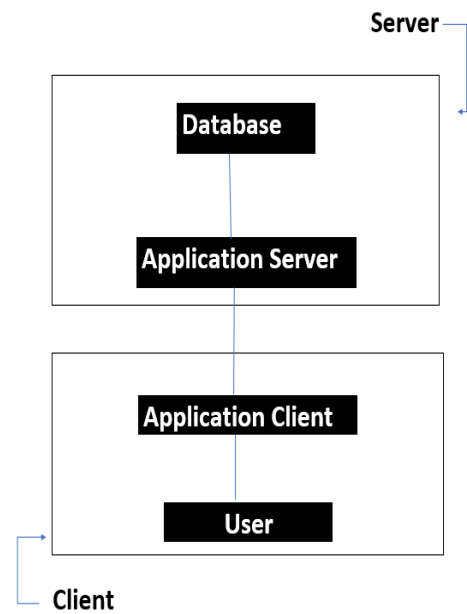 Server
Database
Application Server
Application Client
User
Client